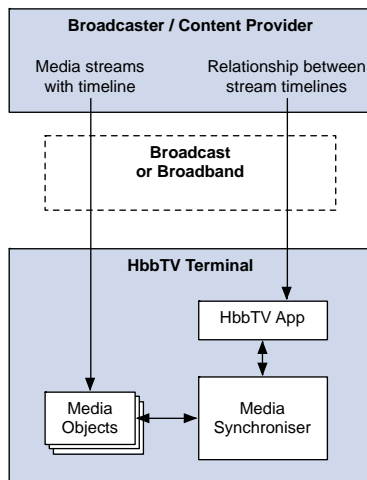 Broadcaster / Content Provider
Media streams
with timeline
Relationship between
stream timelines
Broadcast
or Broadband
HbbTV Terminal
HbbTV App
Media
Objects
Media
Synchroniser